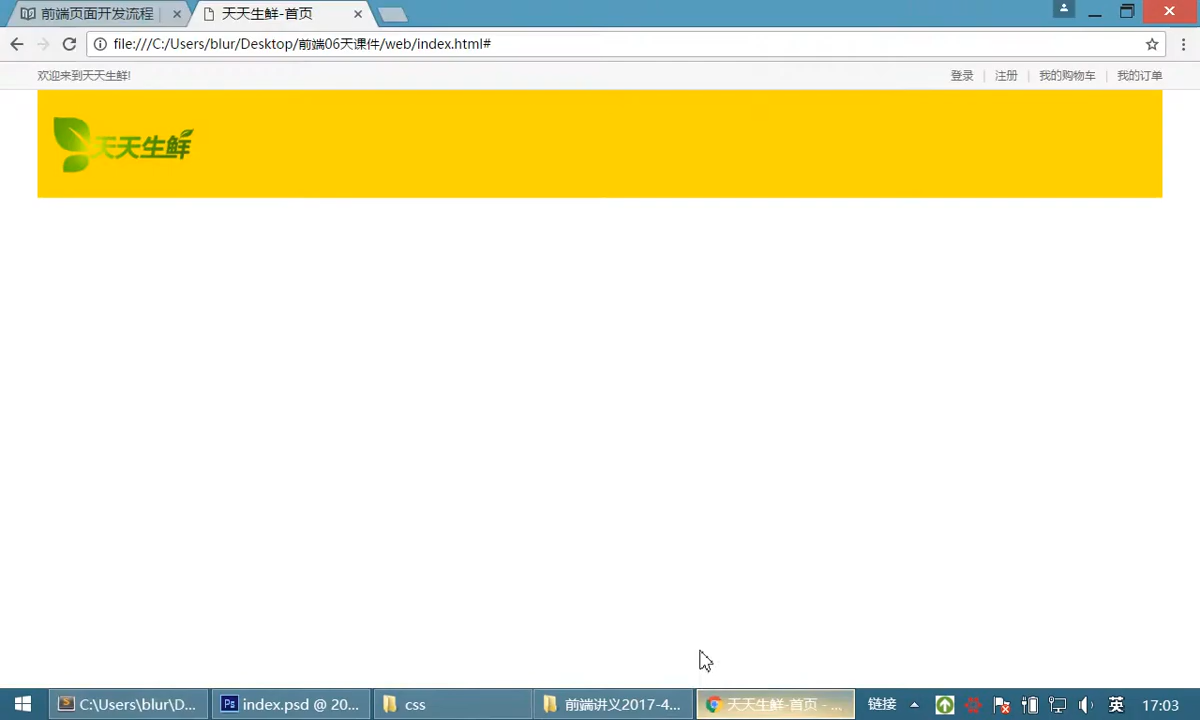 前端页面开发流程
天天生鲜-首页
file:///C:/Users/blur/Desktop/前端06天课件/web/index.html#
欢迎来到天天生鲜!
登录 | 注册 | 我的购物车 | 我的订单
天天生鲜
C:\Users\blur\D...
index.psd @ 20...
css
前端讲义2017-4...
天天生鲜-首页 - ...
链接
英
17:03